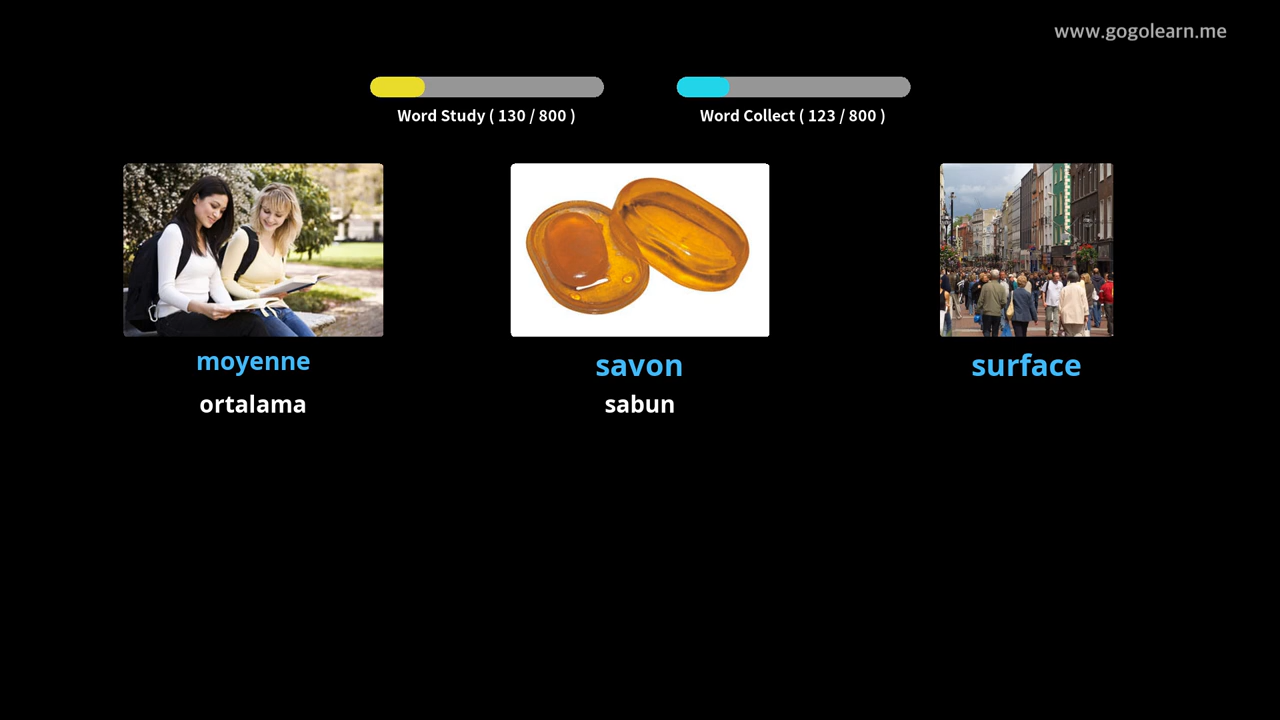 www.gogolearn.me
Word Study ( 130 / 800 )
Word Collect ( 123 / 800 )
moyenne
ortalama
savon
sabun
surface